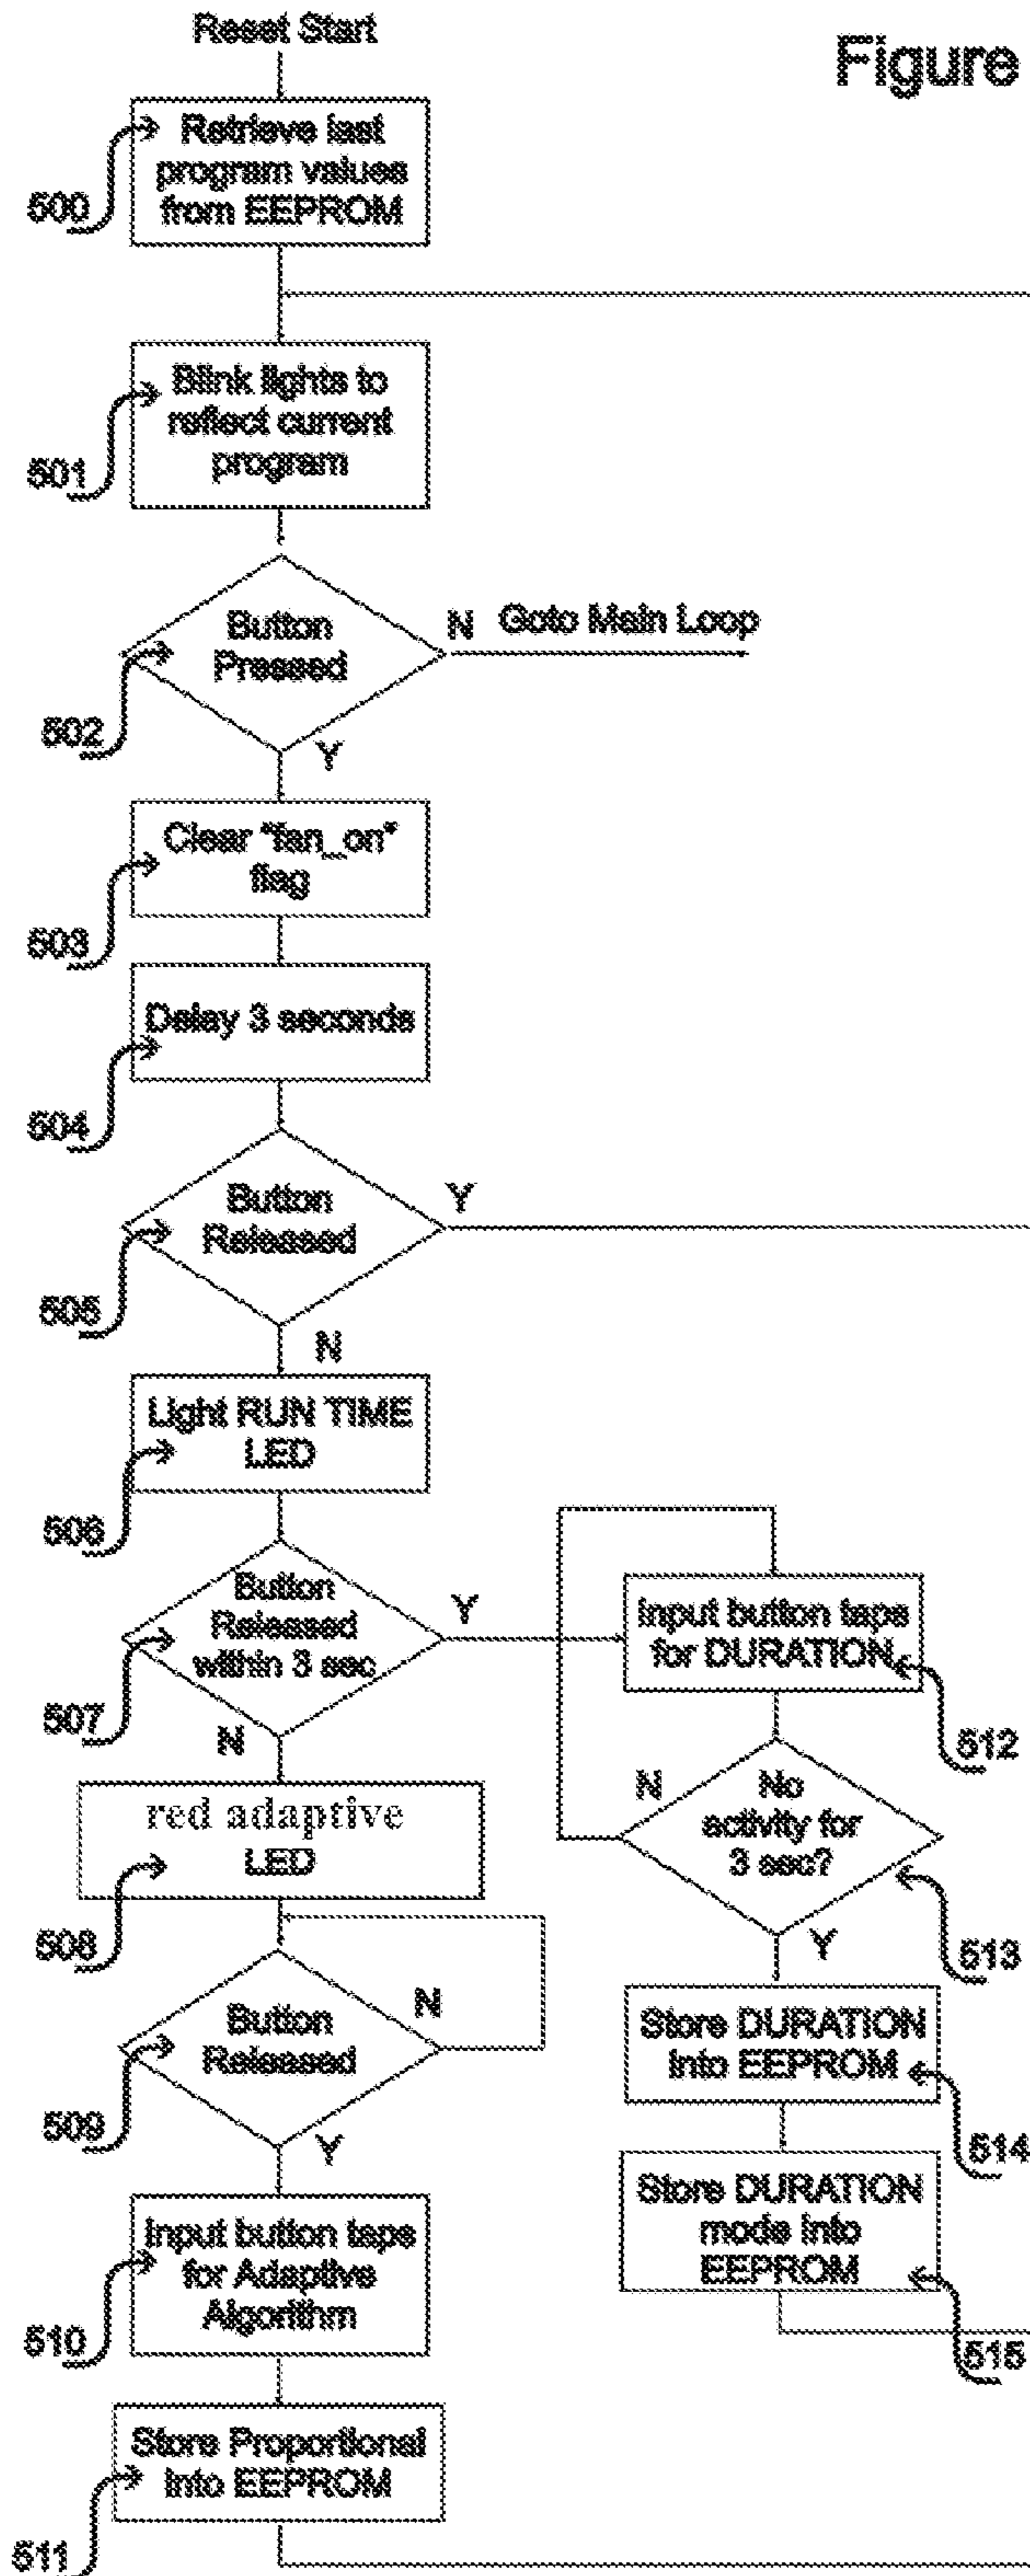 Reset Start
Figure
Retrieve last
program values
from EEPROM
500
Blink lights to
reflect current
program
501
Button
Pressed
N Goto Main Loop
502
Y
Clear "fan_on"
flag
503
Delay 3 seconds
504
Button
Released
Y
505
N
Light RUN TIME
LED
506
Button
Released
within 3 sec
Y
507
N
Input button taps
for DURATION
512
No
activity for
3 sec?
N
513
Y
red adaptive
LED
508
Button
Released
N
509
Y
Store DURATION
into EEPROM
514
Store DURATION
mode into
EEPROM
515
Input button taps
for Adaptive
Algorithm
510
Store Proportional
into EEPROM
511